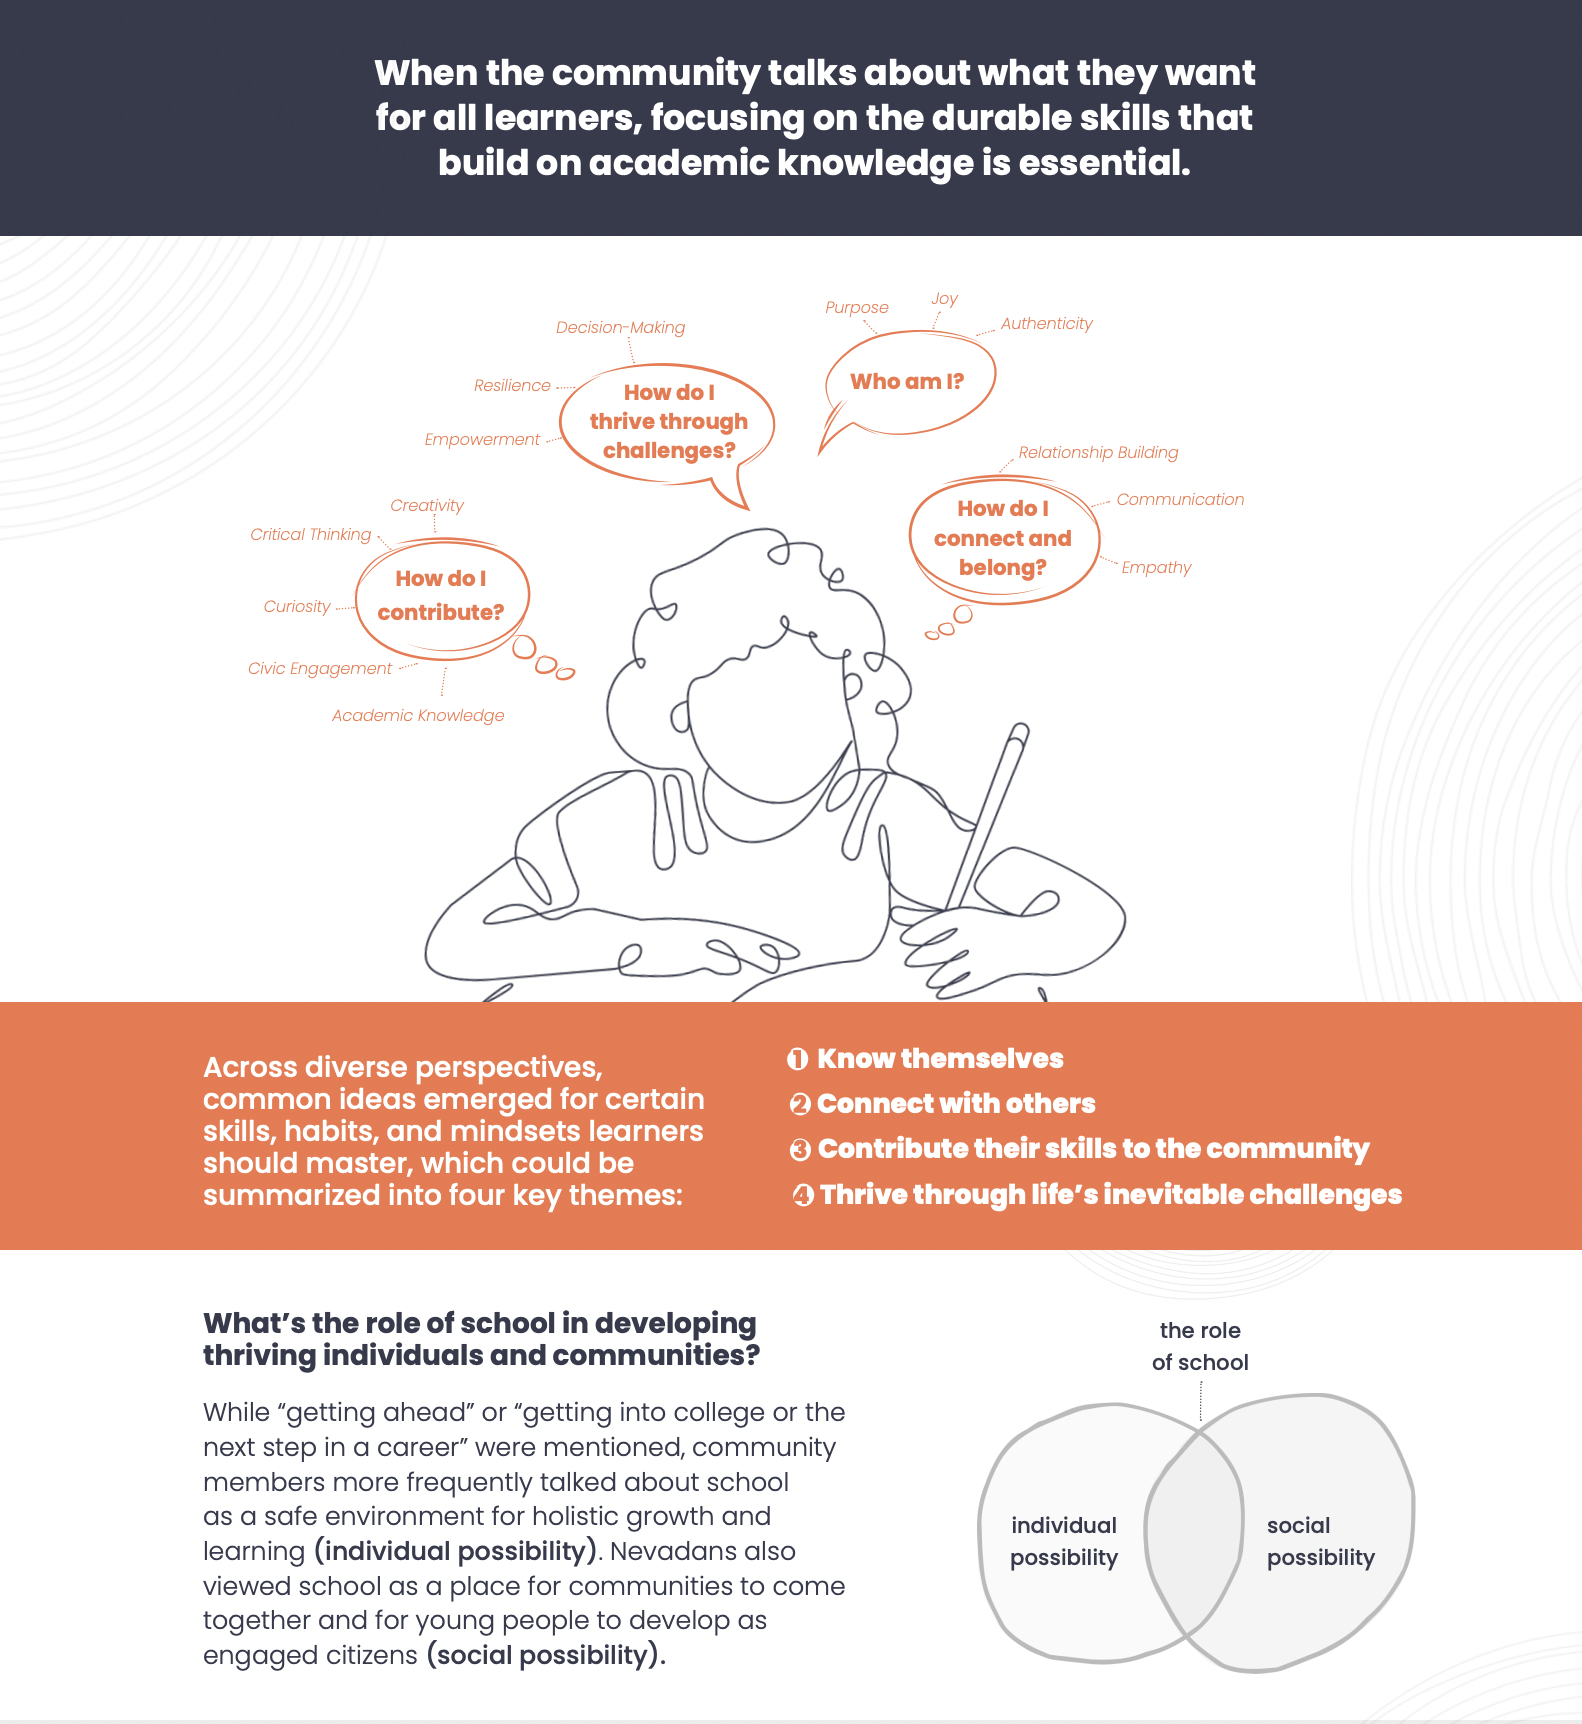 When the community talks about what they want
for all learners, focusing on the durable skills that
build on academic knowledge is essential.
Decision-Making
Resilience
Empowerment
How do I
thrive through
challenges?
Purpose
Joy
Authenticity
Who am I?
Relationship Building
Communication
Empathy
How do I
connect and
belong?
Creativity
Critical Thinking
Curiosity
Civic Engagement
Academic Knowledge
How do I
contribute?
Across diverse perspectives,
common ideas emerged for certain
skills, habits, and mindsets learners
should master, which could be
summarized into four key themes:
1 Know themselves
2 Connect with others
3 Contribute their skills to the community
4 Thrive through life’s inevitable challenges
What’s the role of school in developing
thriving individuals and communities?
While “getting ahead” or “getting into college or the
next step in a career” were mentioned, community
members more frequently talked about school
as a safe environment for holistic growth and
learning (individual possibility). Nevadans also
viewed school as a place for communities to come
together and for young people to develop as
engaged citizens (social possibility).
the role
of school
individual
possibility
social
possibility